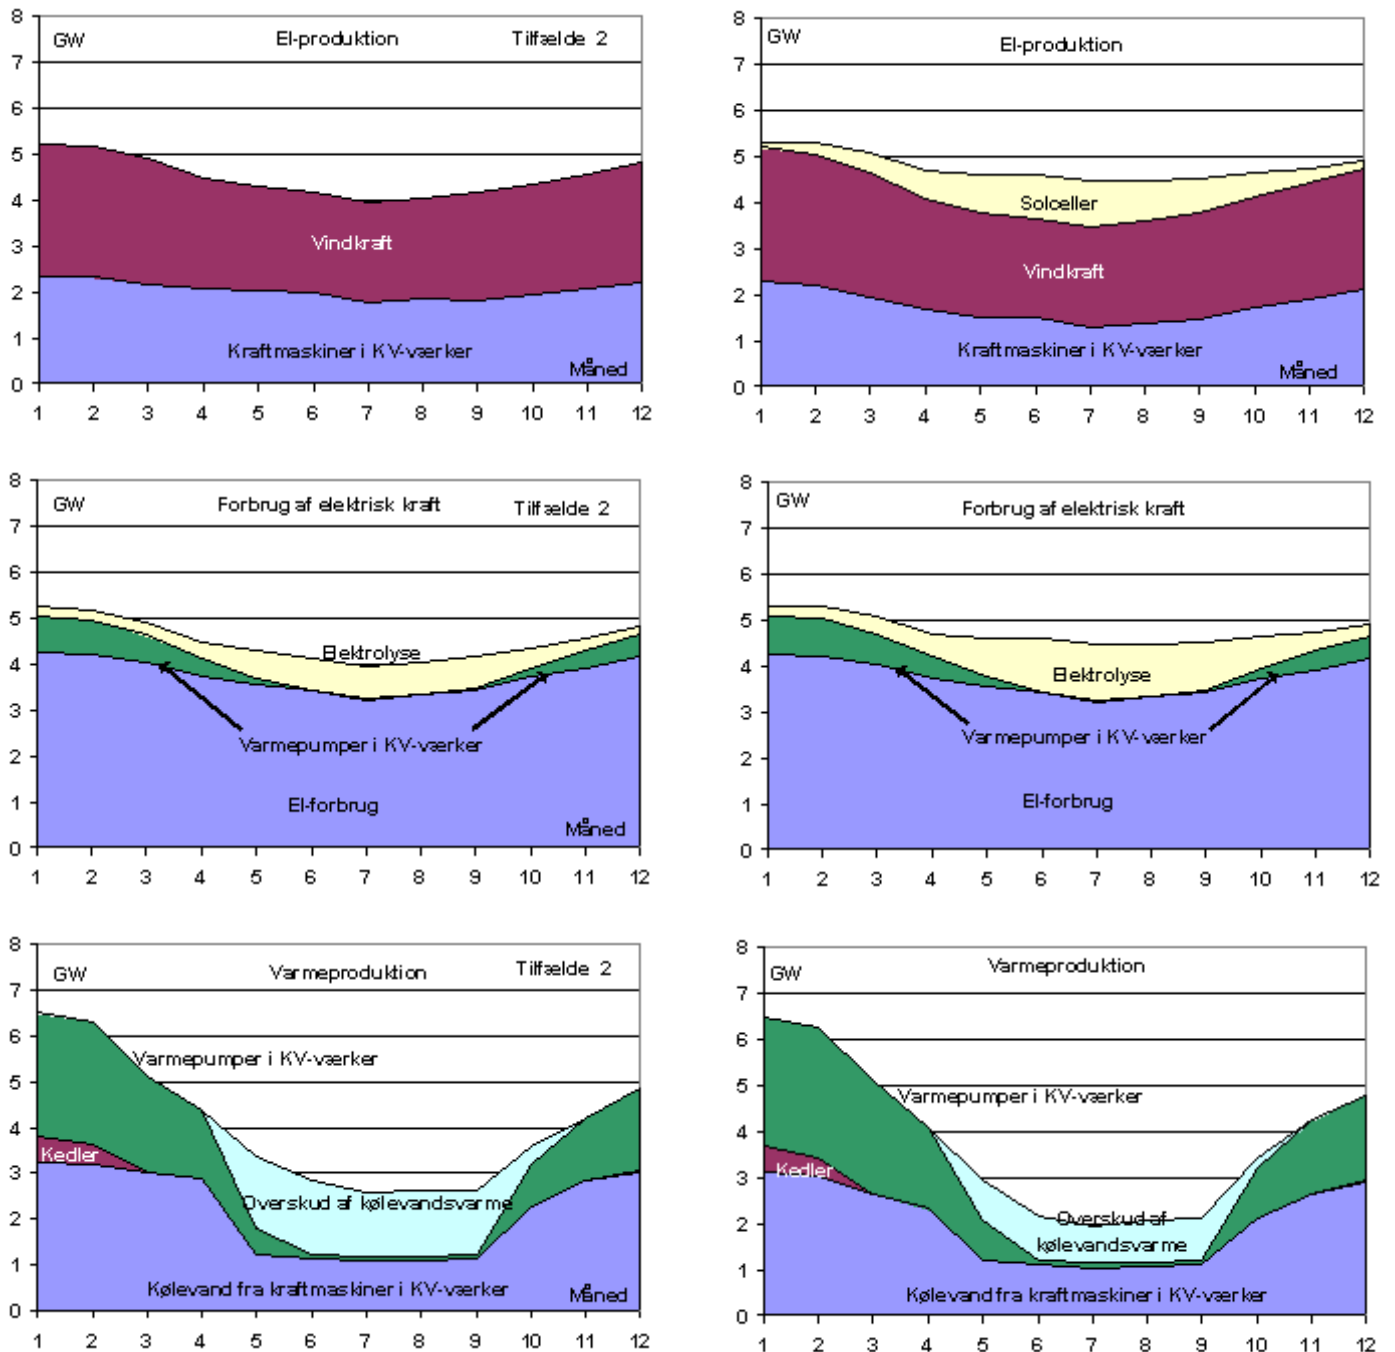 GW El-produktion Tilfælde 2
8
7
6
5
4
3
2
1
0
Vindkraft
Kraftmaskiner i KV-værker
Måned
1 2 3 4 5 6 7 8 9 10 11 12
GW El-produktion
8
7
6
5
4
3
2
1
0
Solceller
Vindkraft
Kraftmaskiner i KV-værker
Måned
1 2 3 4 5 6 7 8 9 10 11 12
GW Forbrug af elektrisk kraft Tilfælde 2
8
7
6
5
4
3
2
1
0
Elektrolyse
Varmepumper i KV-værker
El-forbrug
Måned
1 2 3 4 5 6 7 8 9 10 11 12
GW Forbrug af elektrisk kraft
8
7
6
5
4
3
2
1
0
Elektrolyse
Varmepumper i KV-værker
El-forbrug
1 2 3 4 5 6 7 8 9 10 11 12
GW Varmeproduktion Tilfælde 2
8
7
6
5
4
3
2
1
0
Varmepumper i KV-værker
Kedler
Overskud af kølevandsvarme
Kølevand fra kraftmaskiner i KV-værker
Måned
1 2 3 4 5 6 7 8 9 10 11 12
GW Varmeproduktion
8
7
6
5
4
3
2
1
0
Varmepumper i KV-værker
Kedler
Overskud af
kølevandsvarme
Kølevand fra kraftmaskiner i KV-værker
1 2 3 4 5 6 7 8 9 10 11 12